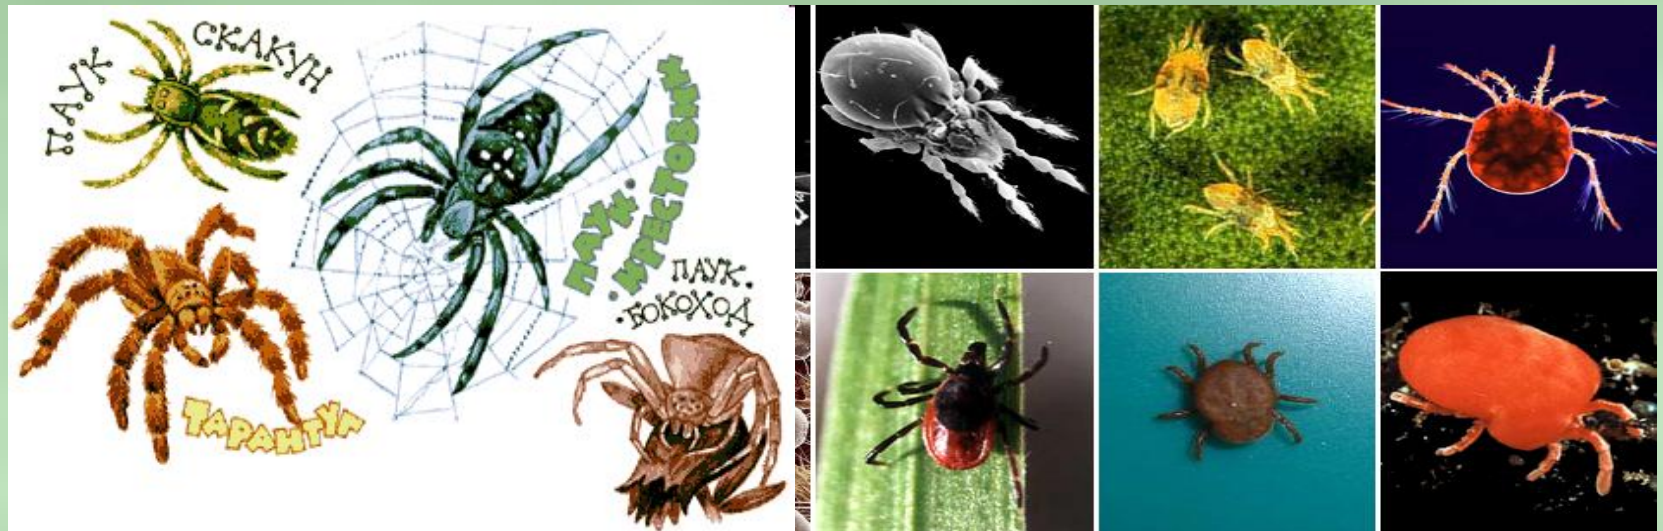 ПАУК
СКАКУН
ПАУК·
·КРЕСТОВИК
ПАУК·
·БОКОХОД
ТАРАНТУЛ